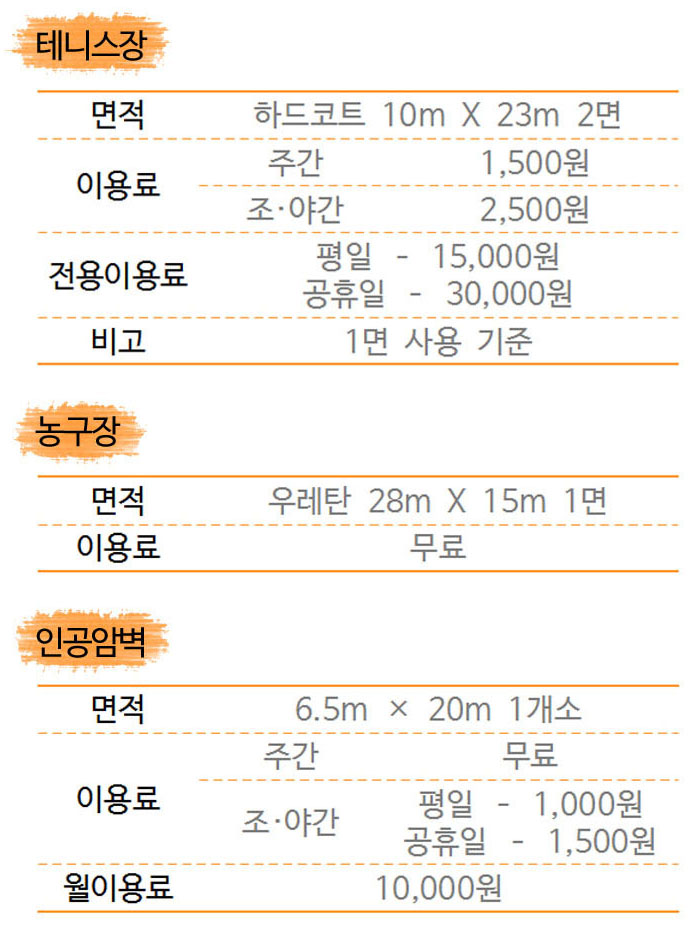 테니스장
면적 하드코트 10m X 23m 2면
이용료 주간 1,500원
조·야간 2,500원
전용이용료 평일 - 15,000원
공휴일 - 30,000원
비고 1면 사용 기준
농구장
면적 우레탄 28m X 15m 1면
이용료 무료
인공암벽
면적 6.5m × 20m 1개소
이용료 주간 무료
조·야간 평일 - 1,000원
공휴일 - 1,500원
월이용료 10,000원